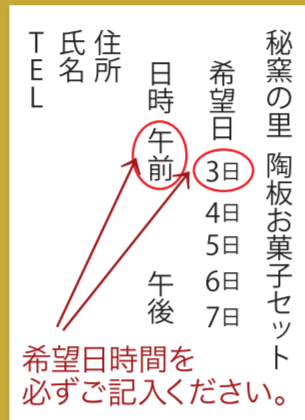 秘窯の里 陶板お菓子セット
希望日 3日 4日 5日 6日 7日
日時 午前 午後
住所
氏名
TEL
希望日時間を
必ずご記入ください。